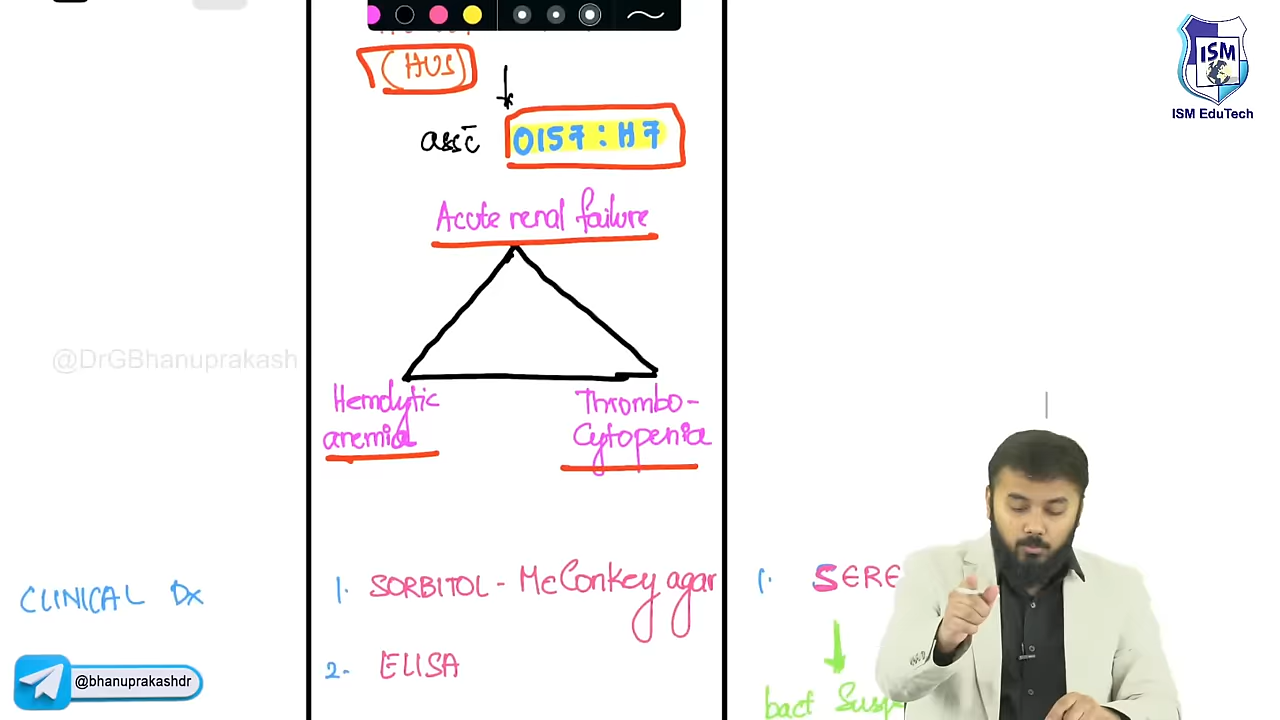 (HUS)
assc̄ O157:H7
Acute renal failure
Hemolytic
anemia
Thrombo-
Cytopenia
CLINICAL Dx
1. SORBITOL - McConkey agar
2. ELISA
1. SERE
bact Susp
@DrGBhanuprakash
@bhanuprakashdr
ISM
ISM EduTech